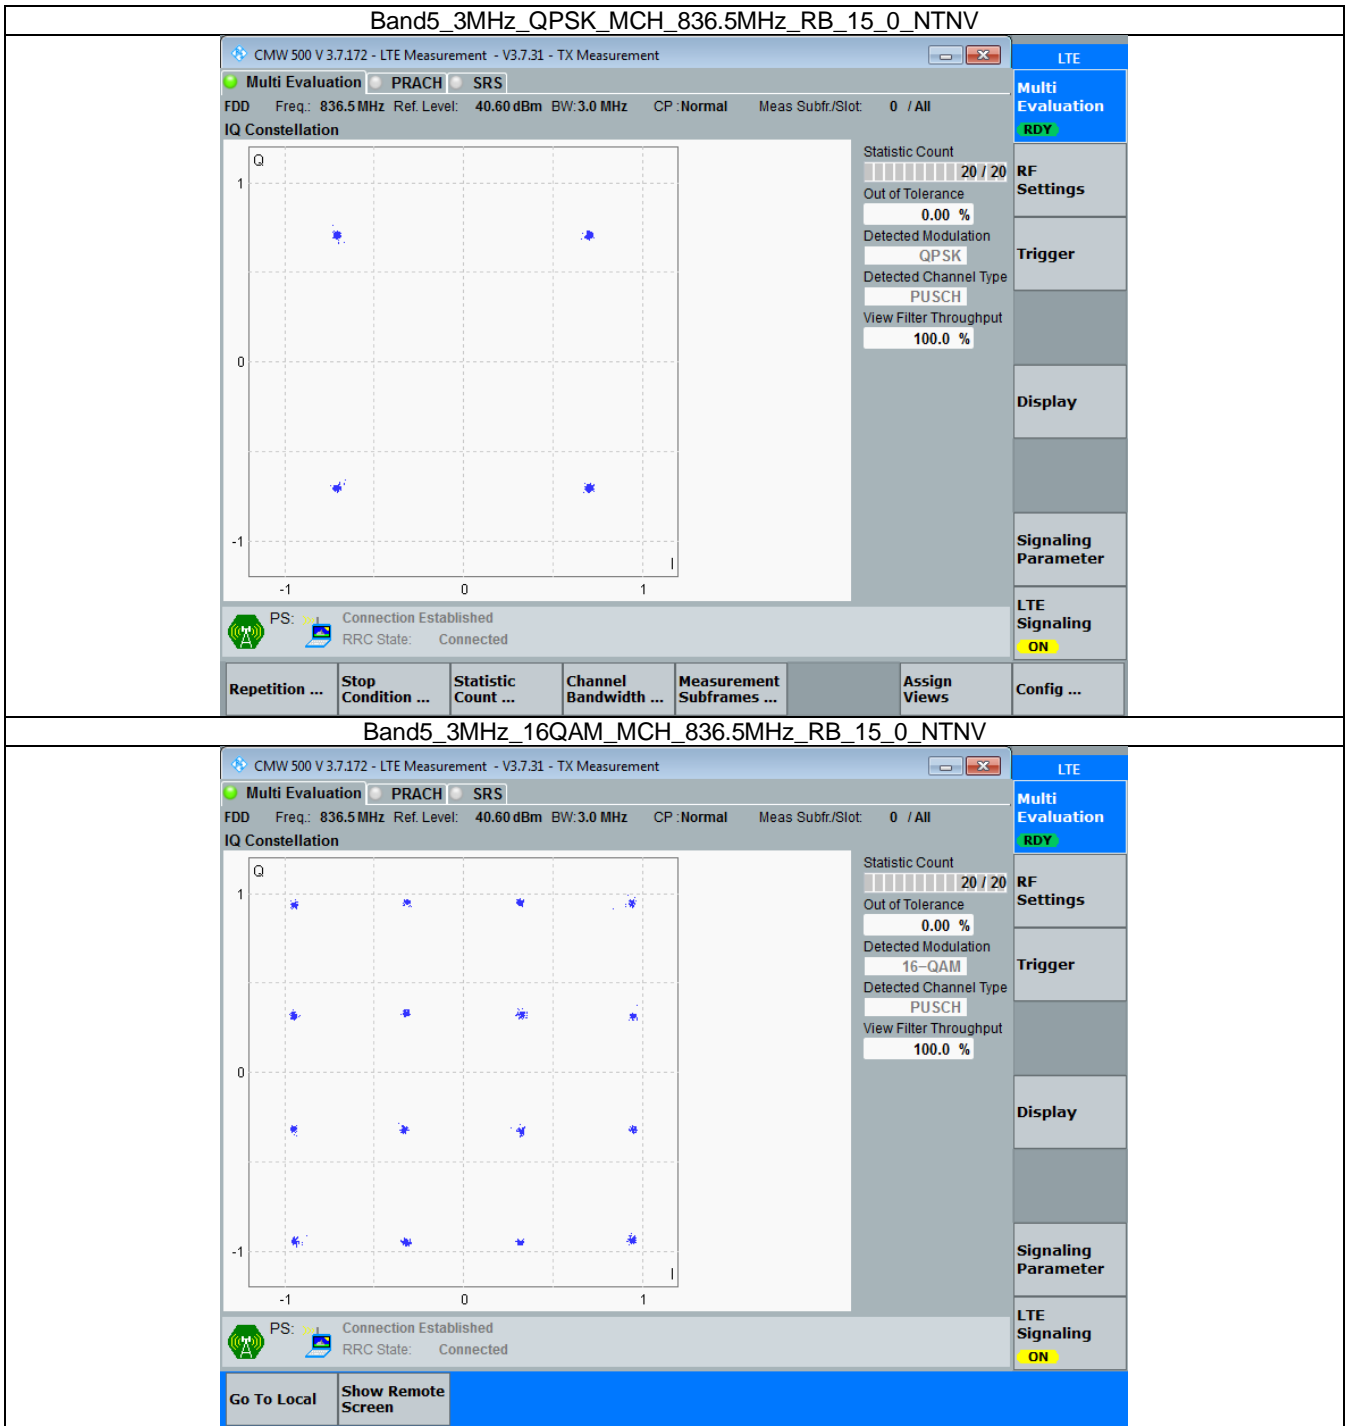 Band5_3MHz_QPSK_MCH_836.5MHz_RB_15_0_NTNV
CMW 500 V 3.7.172 - LTE Measurement - V3.7.31 - TX Measurement
LTE
Multi Evaluation PRACH SRS
FDD Freq.: 836.5 MHz Ref. Level: 40.60 dBm BW: 3.0 MHz CP : Normal Meas Subfr./Slot: 0 / All
IQ Constellation
Q
1
0
-1
-1 0 1
I
Statistic Count
20 / 20
Out of Tolerance
0.00 %
Detected Modulation
QPSK
Detected Channel Type
PUSCH
View Filter Throughput
100.0 %
Multi
Evaluation
RDY
RF
Settings
Trigger
Display
Signaling
Parameter
LTE
Signaling
ON
PS: Connection Established
RRC State: Connected
Repetition ...
Stop
Condition ...
Statistic
Count ...
Channel
Bandwidth ...
Measurement
Subframes ...
Assign
Views
Config ...
Band5_3MHz_16QAM_MCH_836.5MHz_RB_15_0_NTNV
CMW 500 V 3.7.172 - LTE Measurement - V3.7.31 - TX Measurement
LTE
Multi Evaluation PRACH SRS
FDD Freq.: 836.5 MHz Ref. Level: 40.60 dBm BW: 3.0 MHz CP : Normal Meas Subfr./Slot: 0 / All
IQ Constellation
Q
1
0
-1
-1 0 1
I
Statistic Count
20 / 20
Out of Tolerance
0.00 %
Detected Modulation
16-QAM
Detected Channel Type
PUSCH
View Filter Throughput
100.0 %
Multi
Evaluation
RDY
RF
Settings
Trigger
Display
Signaling
Parameter
LTE
Signaling
ON
PS: Connection Established
RRC State: Connected
Go To Local
Show Remote
Screen